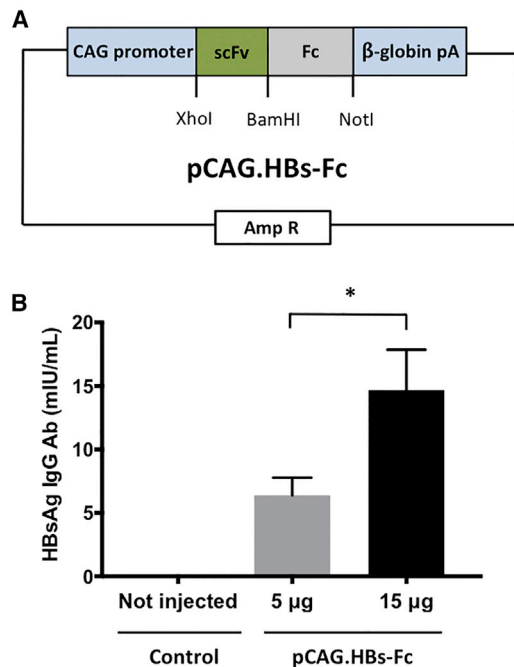 A
CAG promoter scFv Fc β-globin pA
XhoI BamHI NotI
pCAG.HBs-Fc
Amp R
B
HBsAg IgG Ab (mIU/mL)
20
15
10
5
0
*
Not injected 5 µg 15 µg
Control pCAG.HBs-Fc